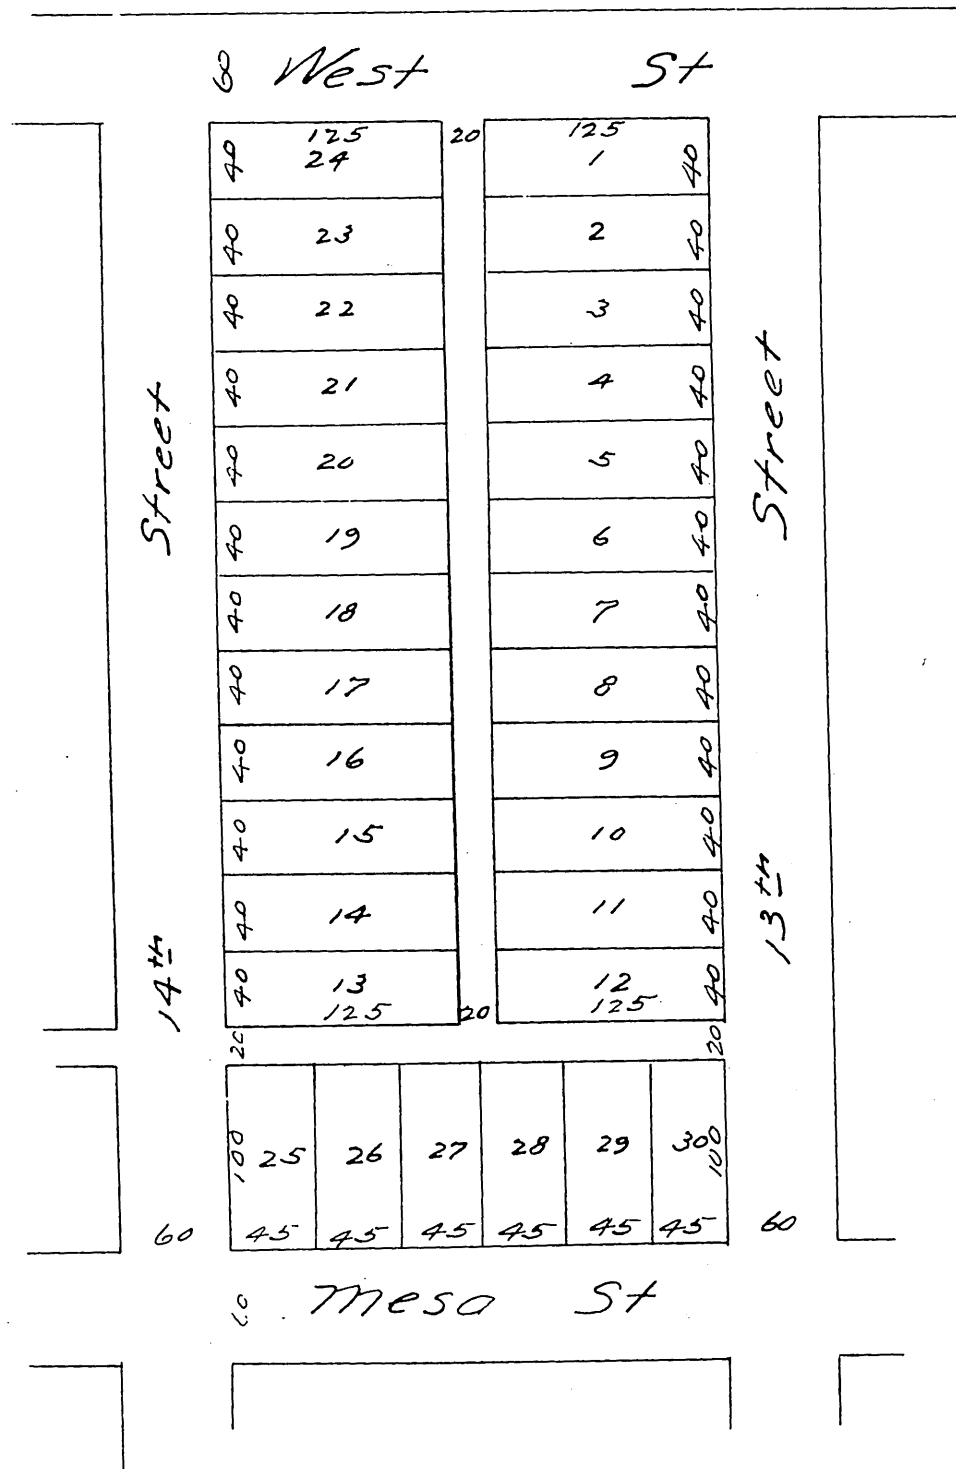 60 West St
125 20 125
40 24 1 40
40 23 2 40
40 22 3 40
40 21 4 40
40 20 5 40
40 19 6 40
40 18 7 40
40 17 8 40
40 16 9 40
40 15 10 40
40 14 11 40
40 13 12 40
125 20 125
14th Street
13th Street
20 20
100 25 26 27 28 29 30 100
60 45 45 45 45 45 45 60
60 Mesa St